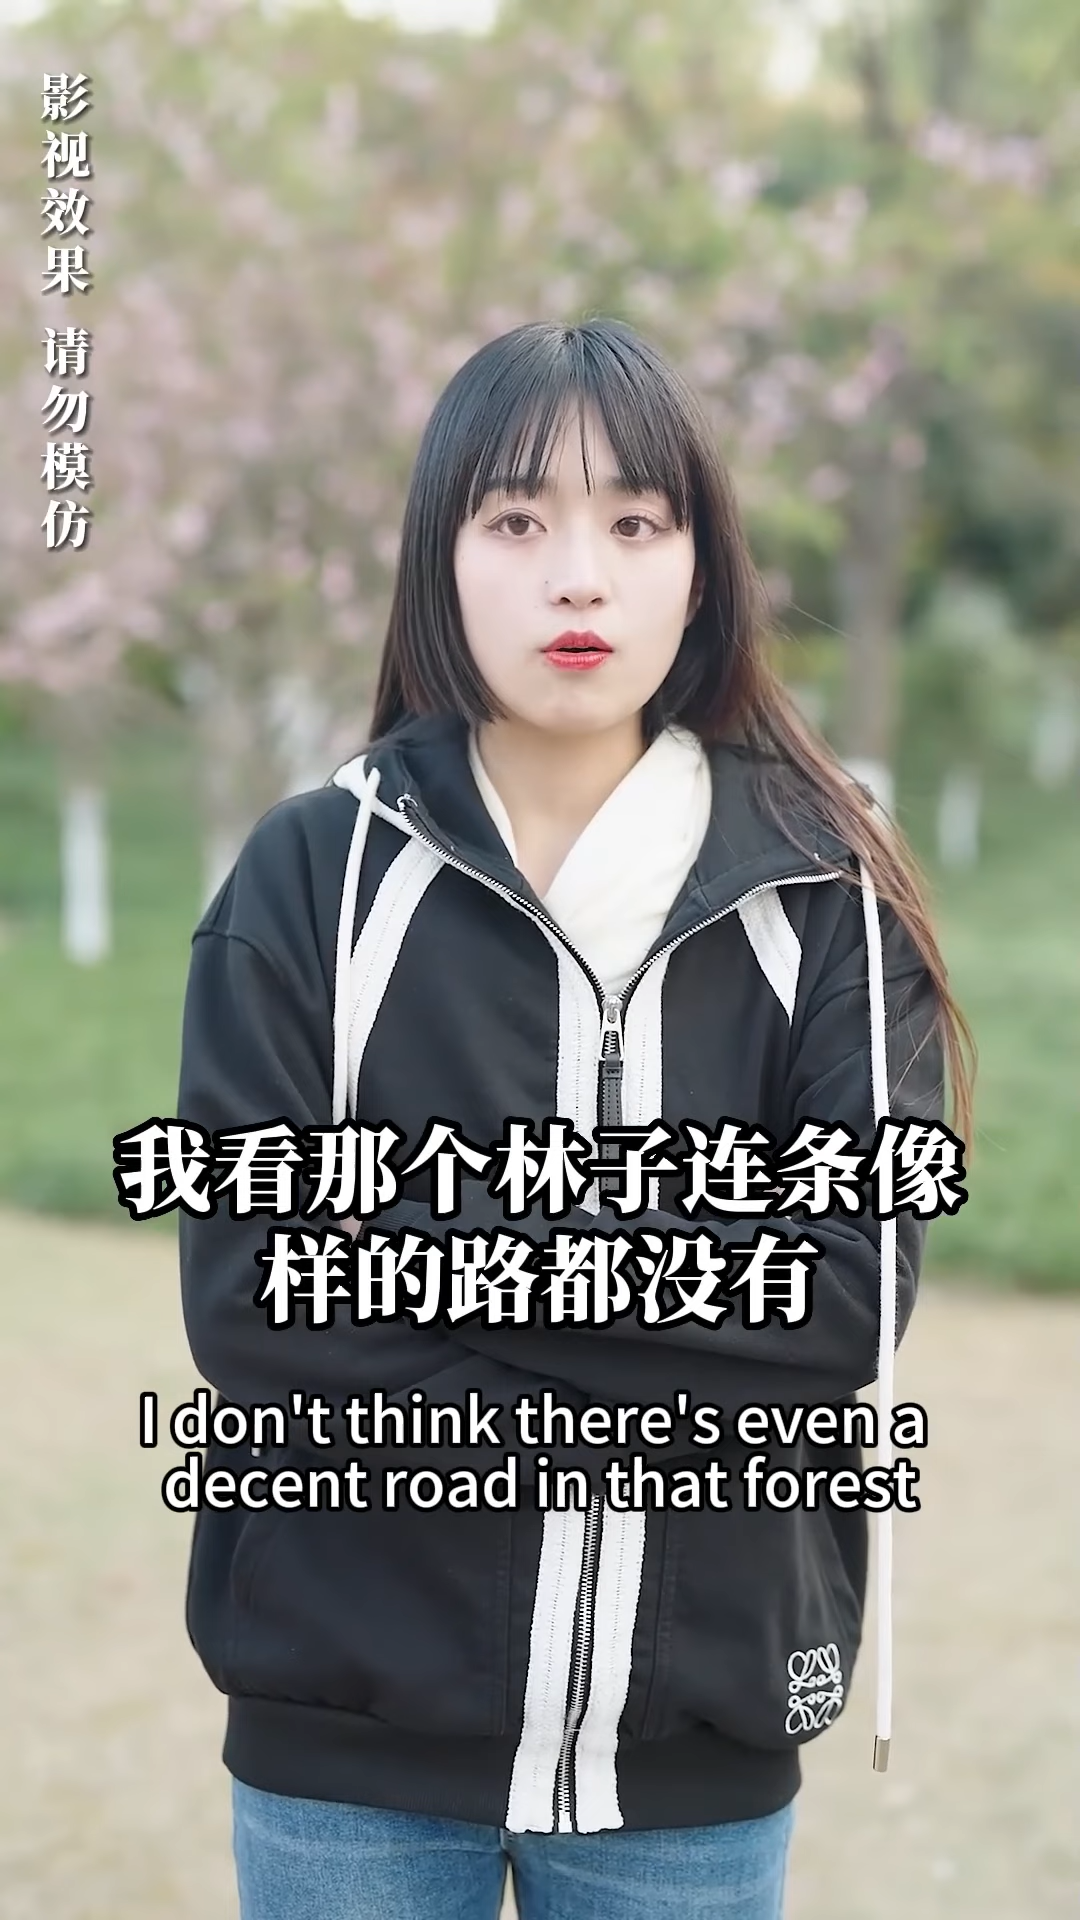 影视效果 请勿模仿
我看那个林子连条像
样的路都没有
I don't think there's even a
decent road in that forest